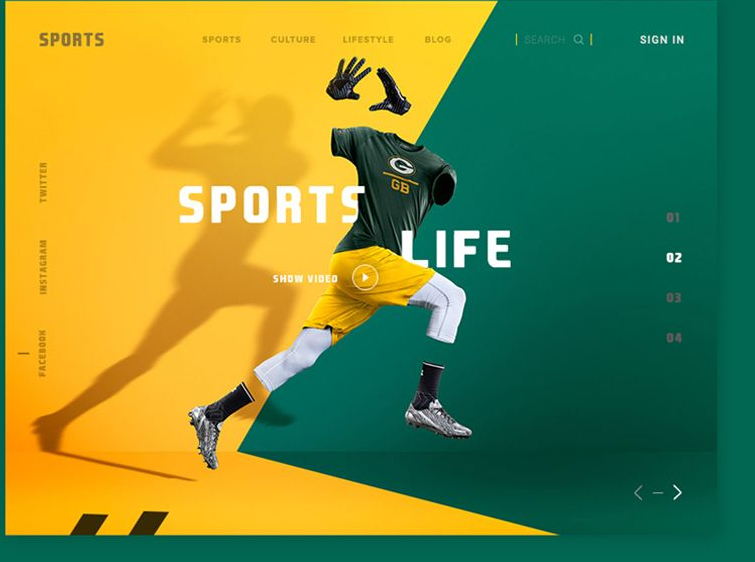 SPORTS
SPORTS CULTURE LIFESTYLE BLOG
SEARCH
SIGN IN
TWITTER
INSTAGRAM
FACEBOOK
G
GB
SPORTS
LIFE
SHOW VIDEO
01
02
03
04